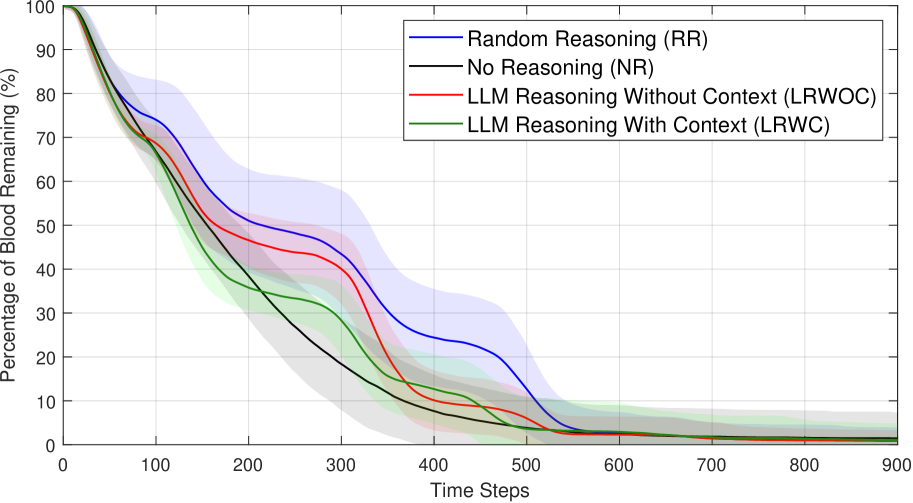 100
90
80
70
60
50
40
30
20
10
0
Percentage of Blood Remaining (%)
Random Reasoning (RR)
No Reasoning (NR)
LLM Reasoning Without Context (LRWOC)
LLM Reasoning With Context (LRWC)
0 100 200 300 400 500 600 700 800 900
Time Steps